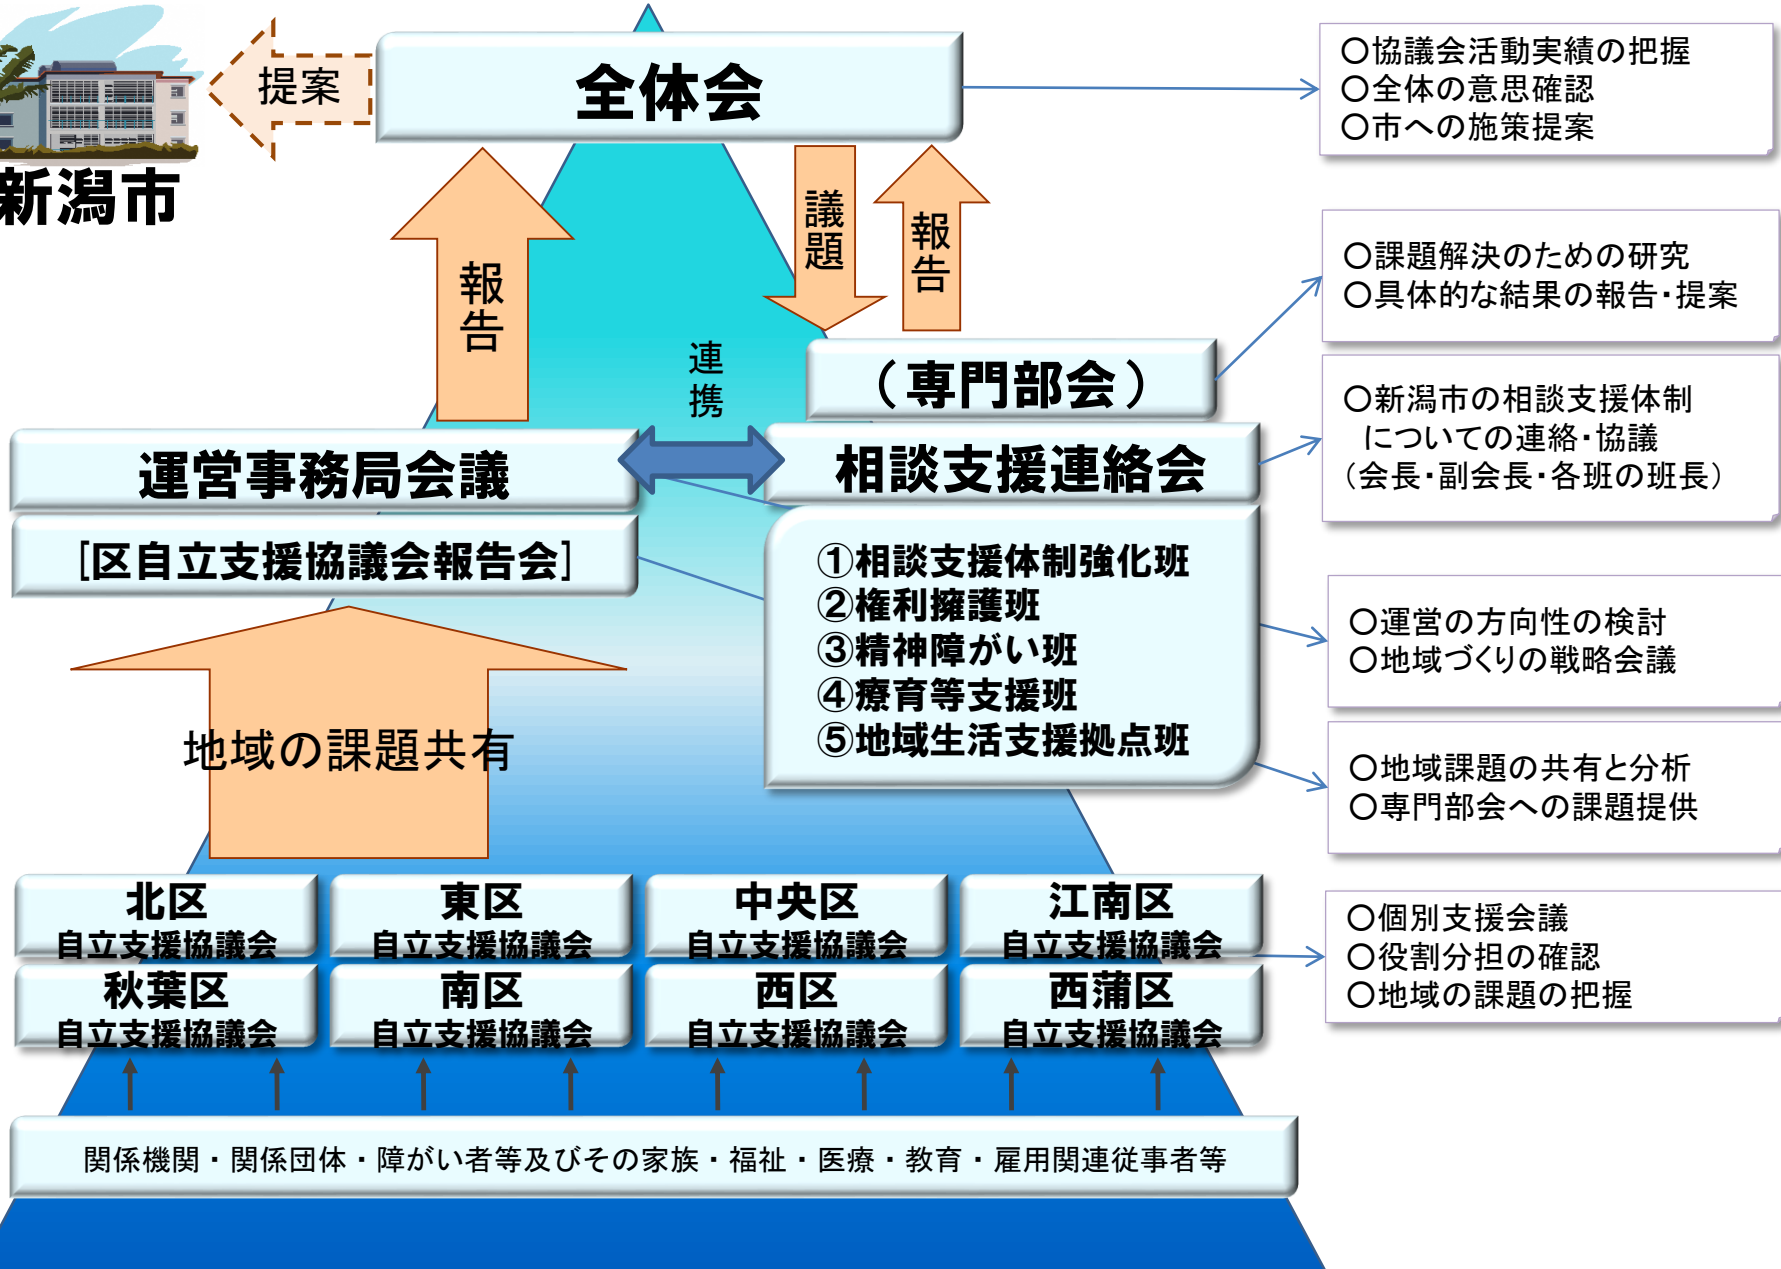 全体会
提案
新潟市
〇協議会活動実績の把握
〇全体の意思確認
〇市への施策提案
報告
議題
報告
〇課題解決のための研究
〇具体的な結果の報告・提案
連携
（専門部会）
〇新潟市の相談支援体制
についての連絡・協議
（会長・副会長・各班の班長）
運営事務局会議
相談支援連絡会
[区自立支援協議会報告会]
①相談支援体制強化班
②権利擁護班
③精神障がい班
④療育等支援班
⑤地域生活支援拠点班
〇運営の方向性の検討
〇地域づくりの戦略会議
地域の課題共有
〇地域課題の共有と分析
〇専門部会への課題提供
北区
自立支援協議会
東区
自立支援協議会
中央区
自立支援協議会
江南区
自立支援協議会
〇個別支援会議
〇役割分担の確認
〇地域の課題の把握
秋葉区
自立支援協議会
南区
自立支援協議会
西区
自立支援協議会
西蒲区
自立支援協議会
関係機関・関係団体・障がい者等及びその家族・福祉・医療・教育・雇用関連従事者等